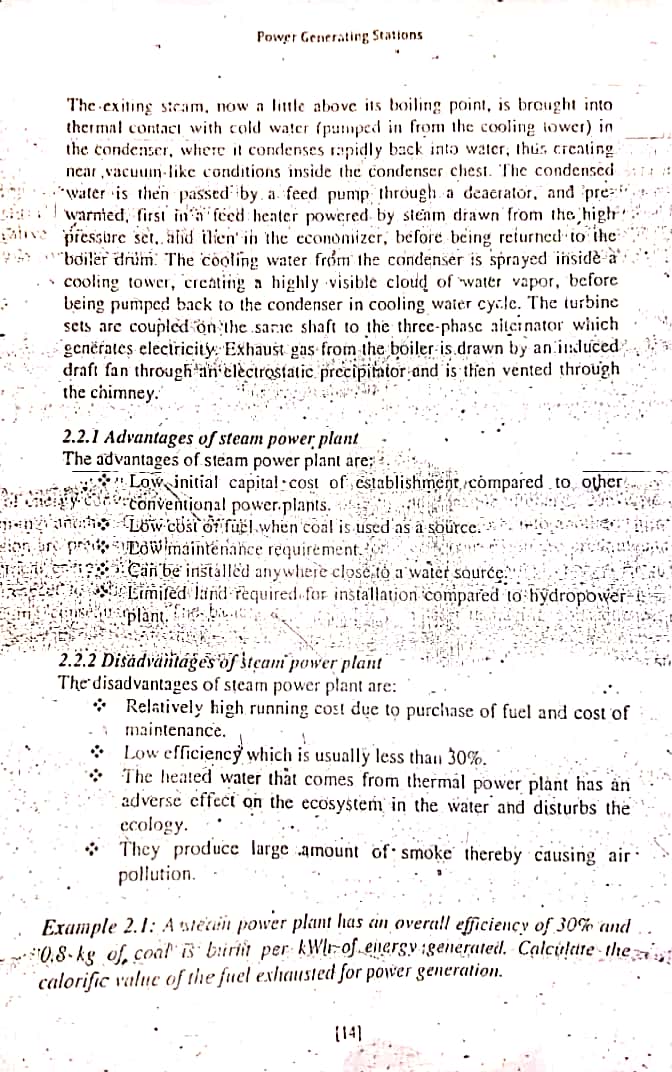 Power Generating Stations
The exiting steam, now a little above its boiling point, is brought into
thermal contact with cold water (pumped in from the cooling tower) in
the condenser, where it condenses rapidly back into water, thus creating
near vacuum-like conditions inside the condenser chest. The condensed
water is then passed by a feed pump through a deaerator, and pre-
warmed, first in a feed heater powered by steam drawn from the high
pressure set, and then in the economizer, before being returned to the
boiler drum. The cooling water from the condenser is sprayed inside a
cooling tower, creating a highly visible cloud of water vapor, before
being pumped back to the condenser in cooling water cycle. The turbine
sets are coupled on the same shaft to the three-phase alternator which
generates electricity. Exhaust gas from the boiler is drawn by an induced
draft fan through an electrostatic precipitator and is then vented through
the chimney.
2.2.1 Advantages of steam power plant
The advantages of steam power plant are:
❖ Low initial capital cost of establishment compared to other
conventional power plants.
❖ Low cost of fuel when coal is used as a source.
❖ Low maintenance requirement.
❖ Can be installed anywhere close to a water source.
❖ Limited land required for installation compared to hydropower
plant.
2.2.2 Disadvantages of steam power plant
The disadvantages of steam power plant are:
❖ Relatively high running cost due to purchase of fuel and cost of
maintenance.
❖ Low efficiency which is usually less than 30%.
❖ The heated water that comes from thermal power plant has an
adverse effect on the ecosystem in the water and disturbs the
ecology.
❖ They produce large amount of smoke thereby causing air
pollution.
Example 2.1: A steam power plant has an overall efficiency of 30% and
0.8 kg of coal is burnt per kWh of energy generated. Calculate the
calorific value of the fuel exhausted for power generation.
[14]